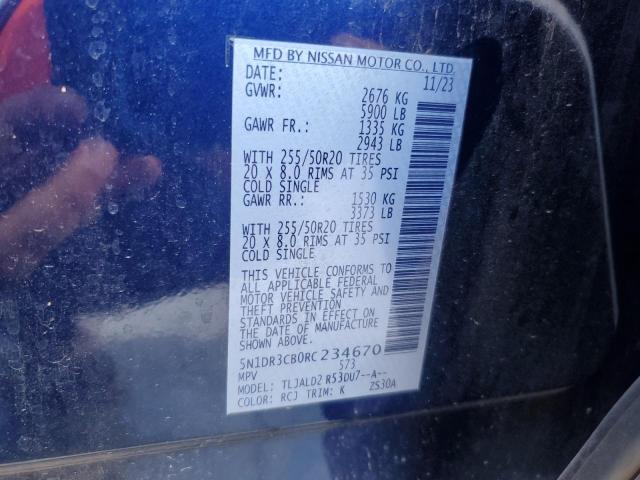 MFD BY NISSAN MOTOR CO., LTD.
DATE: 11/23
GVWR: 2676 KG
5900 LB
GAWR FR.: 1335 KG
2943 LB
WITH 255/50R20 TIRES
20 X 8.0 RIMS AT 35 PSI
COLD SINGLE
GAWR RR.: 1530 KG
3373 LB
WITH 255/50R20 TIRES
20 X 8.0 RIMS AT 35 PSI
COLD SINGLE
THIS VEHICLE CONFORMS TO
ALL APPLICABLE FEDERAL
MOTOR VEHICLE SAFETY AND
THEFT PREVENTION
STANDARDS IN EFFECT ON
THE DATE OF MANUFACTURE
SHOWN ABOVE.
5N1DR3CB0RC234670
MPV 573
MODEL: TLJALD2 R53DU7--A--
COLOR: RCJ TRIM: K ZS30A